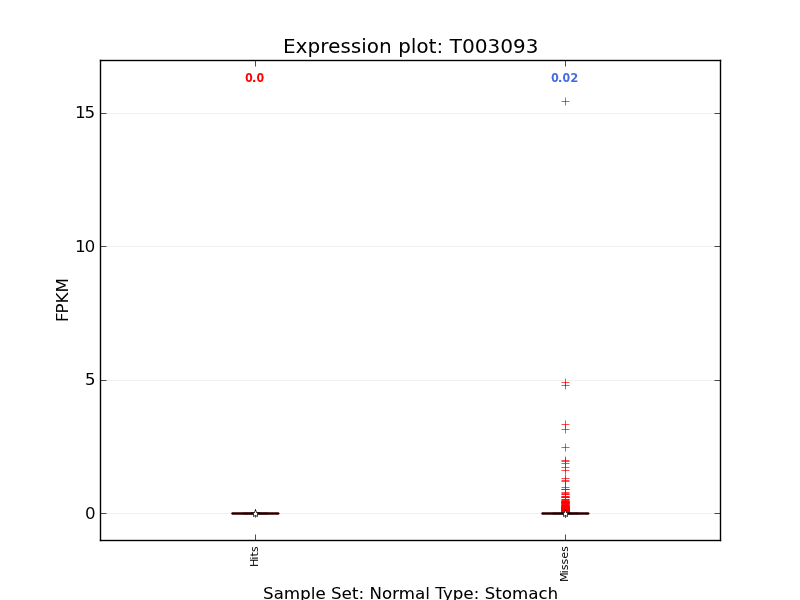 Expression plot: T003093
0.0
0.02
15
10
5
0
FPKM
Hits
Misses
Sample Set: Normal Type: Stomach